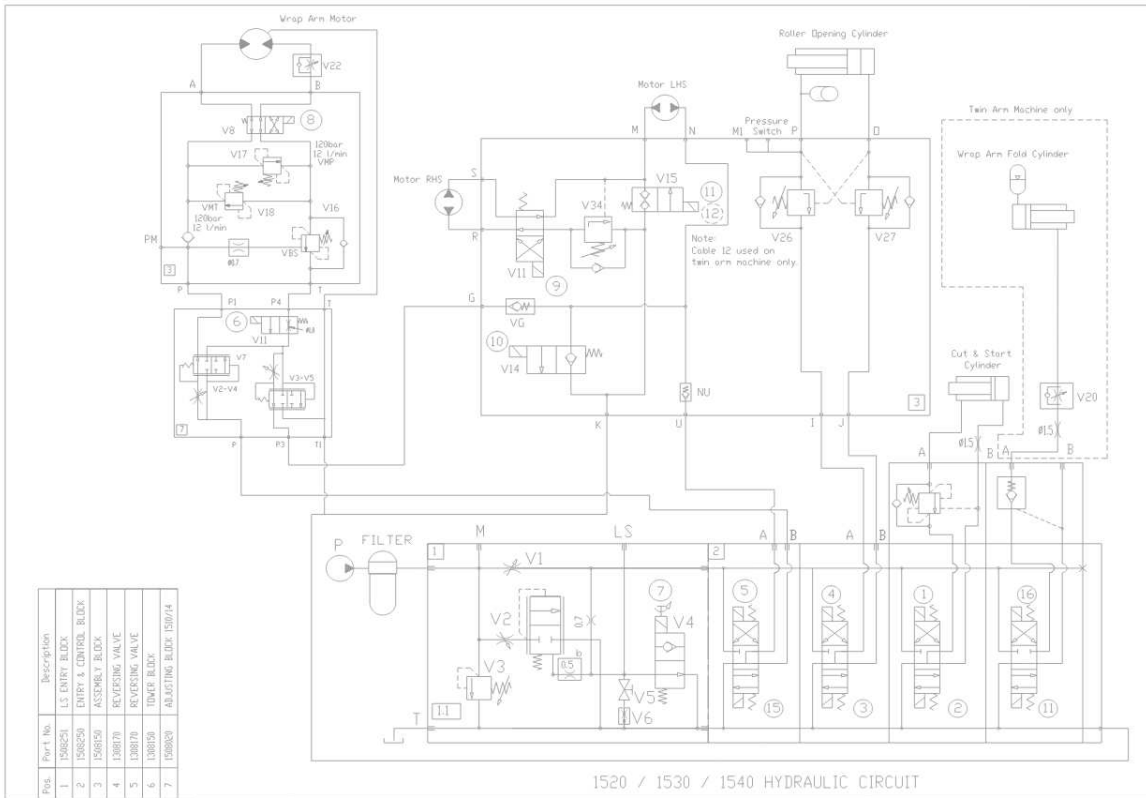 Wrap Arm Motor
V22
A
B
V8
8
120bar
12 l/min
V17
VMP
VMT
V18
V16
120bar
12 l/min
PM
VBS
3
P
T
P1
P4
T
6
V11
V7
V2-V4
V3-V5
7
P
P3
T1
Motor LHS
M
N
S
Motor RHS
R
V15
11
12
V34
V11
9
Note:
Cable 12 used on
twin arm machine only.
G
VG
10
V14
NU
K
U
3
Roller Opening Cylinder
Pressure
Switch
M1
P
O
V26
V27
I
J
Twin Arm Machine only
Wrap Arm Fold Cylinder
Cut & Start
Cylinder
V20
Ø1.5
Ø1.5
A
B
A
B
P
FILTER
M
LS
1
2
A
B
A
B
V1
V2
0.7
7
V4
V3
0.5
V5
V6
1.1
T
5
4
1
16
15
3
2
11
Pos. Part No. Description
1 1508251 LS ENTRY BLOCK
2 1508250 ENTRY & CONTROL BLOCK
3 1508150 ASSEMBLY BLOCK
4 1308170 REVERSING VALVE
5 1308170 REVERSING VALVE
6 1308150 TOWER BLOCK
7 1508020 ADJUSTING BLOCK 1510/14
1520 / 1530 / 1540 HYDRAULIC CIRCUIT